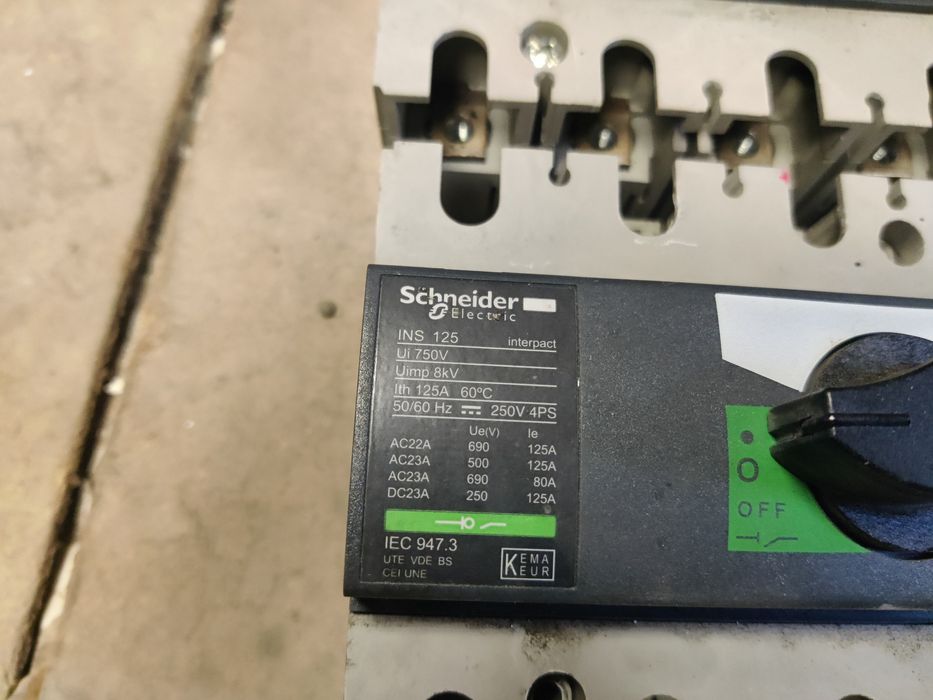 Schneider
Electric
INS 125 interpact
Ui 750V
Uimp 8kV
Ith 125A 60ºC
50/60 Hz ⎓ 250V 4PS
Ue(V) Ie
AC22A 690 125A
AC23A 500 125A
AC23A 690 80A
DC23A 250 125A
IEC 947.3
UTE VDE BS
CEI UNE
KEMA
KEUR
O
OFF